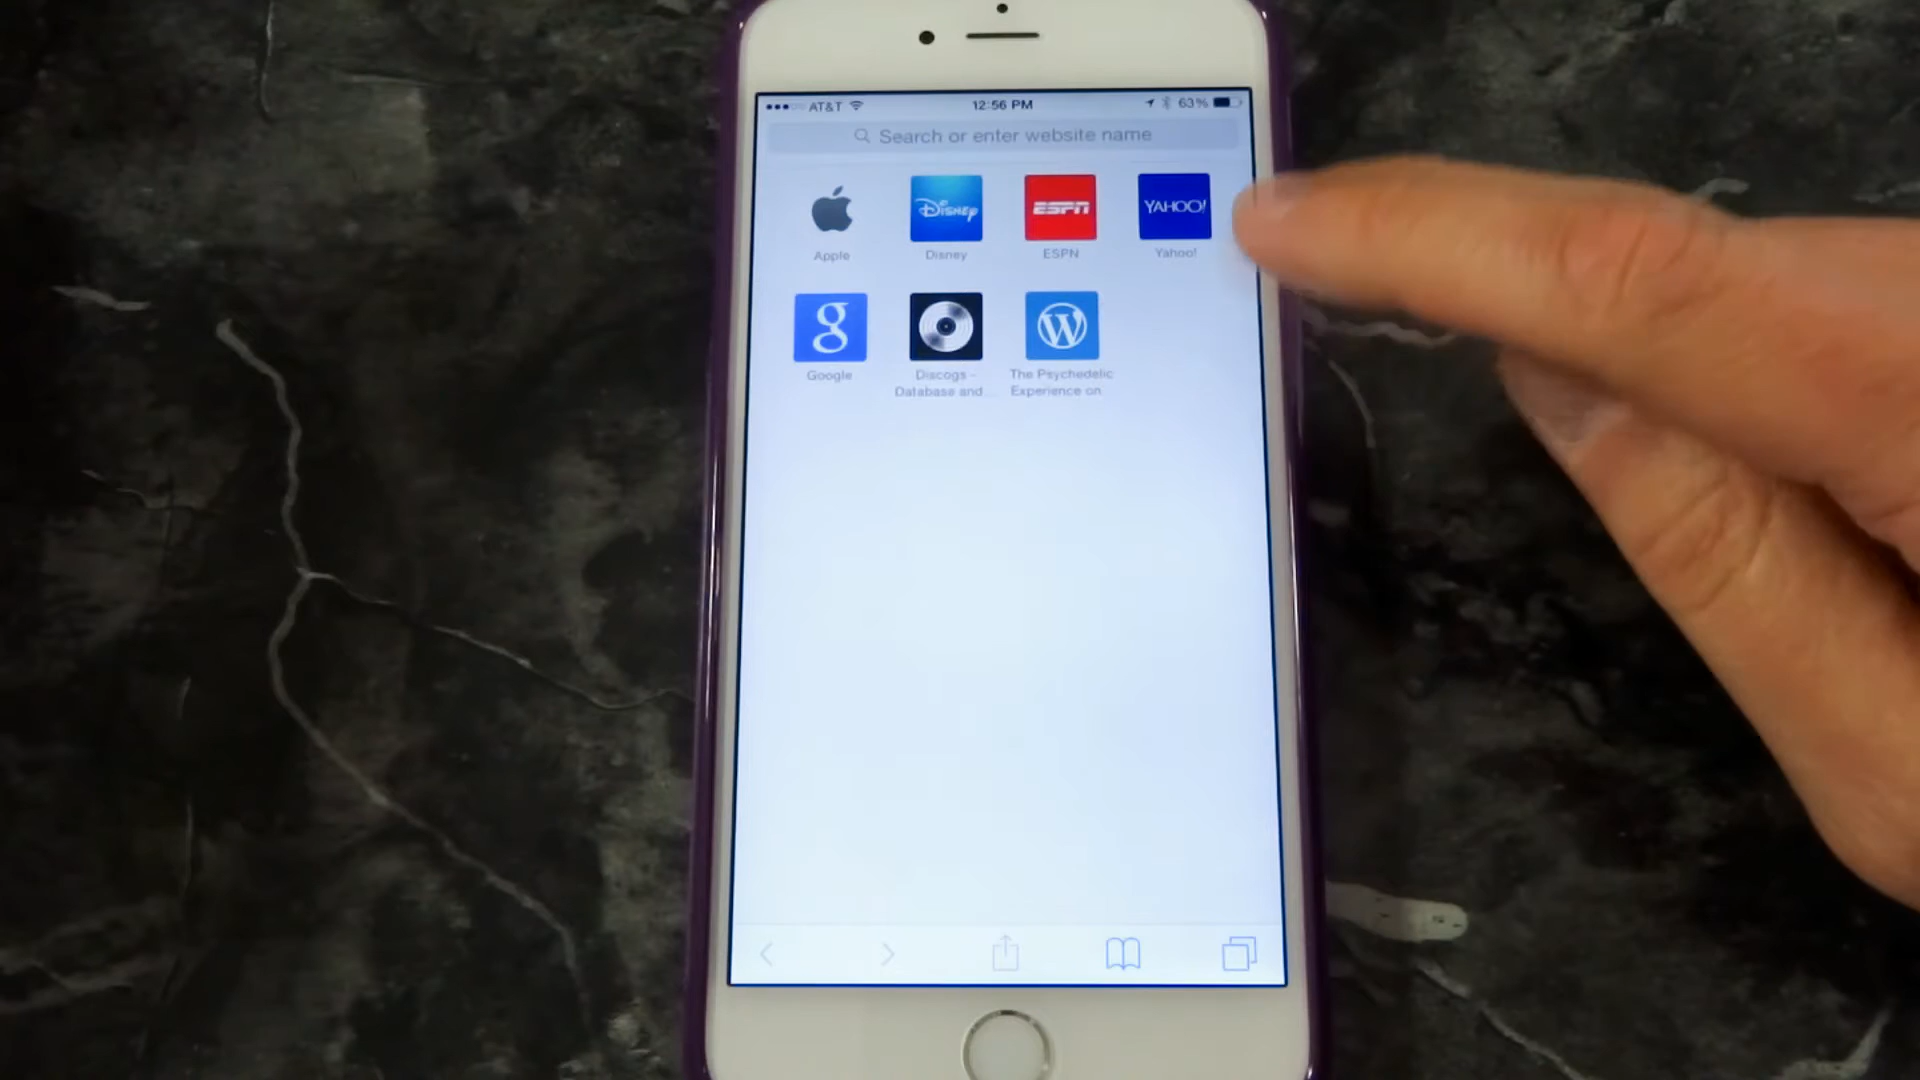 AT&T 12:56 PM 63%
Search or enter website name
Disney ESPN YAHOO!
Apple Disney ESPN Yahoo!
g
Google Discogs - The Psychedelic
Database and... Experience on